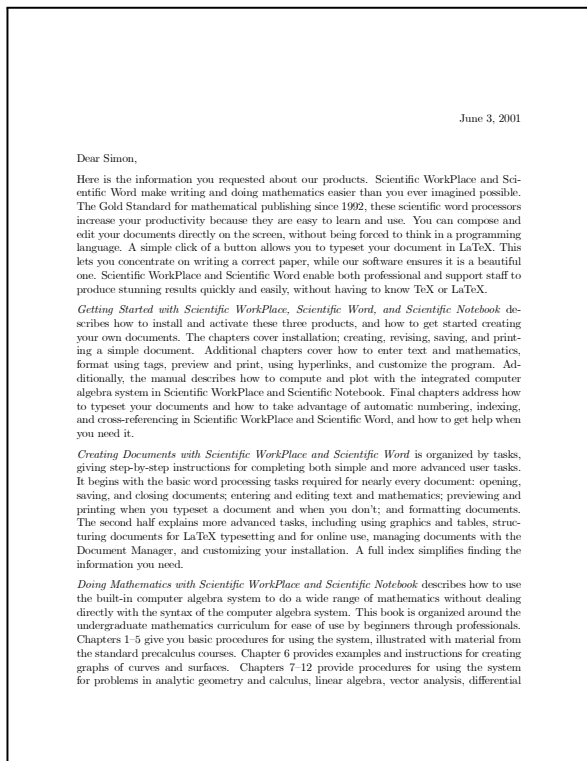 June 3, 2001
Dear Simon,
Here is the information you requested about our products. Scientific WorkPlace and Sci-
entific Word make writing and doing mathematics easier than you ever imagined possible.
The Gold Standard for mathematical publishing since 1992, these scientific word processors
increase your productivity because they are easy to learn and use. You can compose and
edit your documents directly on the screen, without being forced to think in a programming
language. A simple click of a button allows you to typeset your document in LaTeX. This
lets you concentrate on writing a correct paper, while our software ensures it is a beautiful
one. Scientific WorkPlace and Scientific Word enable both professional and support staff to
produce stunning results quickly and easily, without having to know TeX or LaTeX.
Getting Started with Scientific WorkPlace, Scientific Word, and Scientific Notebook de-
scribes how to install and activate these three products, and how to get started creating
your own documents. The chapters cover installation; creating, revising, saving, and print-
ing a simple document. Additional chapters cover how to enter text and mathematics,
format using tags, preview and print, using hyperlinks, and customize the program. Ad-
ditionally, the manual describes how to compute and plot with the integrated computer
algebra system in Scientific WorkPlace and Scientific Notebook. Final chapters address how
to typeset your documents and how to take advantage of automatic numbering, indexing,
and cross-referencing in Scientific WorkPlace and Scientific Word, and how to get help when
you need it.
Creating Documents with Scientific WorkPlace and Scientific Word is organized by tasks,
giving step-by-step instructions for completing both simple and more advanced user tasks.
It begins with the basic word processing tasks required for nearly every document: opening,
saving, and closing documents; entering and editing text and mathematics; previewing and
printing when you typeset a document and when you don't; and formatting documents.
The second half explains more advanced tasks, including using graphics and tables, struc-
turing documents for LaTeX typesetting and for online use, managing documents with the
Document Manager, and customizing your installation. A full index simplifies finding the
information you need.
Doing Mathematics with Scientific WorkPlace and Scientific Notebook describes how to use
the built-in computer algebra system to do a wide range of mathematics without dealing
directly with the syntax of the computer algebra system. This book is organized around the
undergraduate mathematics curriculum for ease of use by beginners through professionals.
Chapters 1–5 give you basic procedures for using the system, illustrated with material from
the standard precalculus courses. Chapter 6 provides examples and instructions for creating
graphs of curves and surfaces. Chapters 7–12 provide procedures for using the system
for problems in analytic geometry and calculus, linear algebra, vector analysis, differential